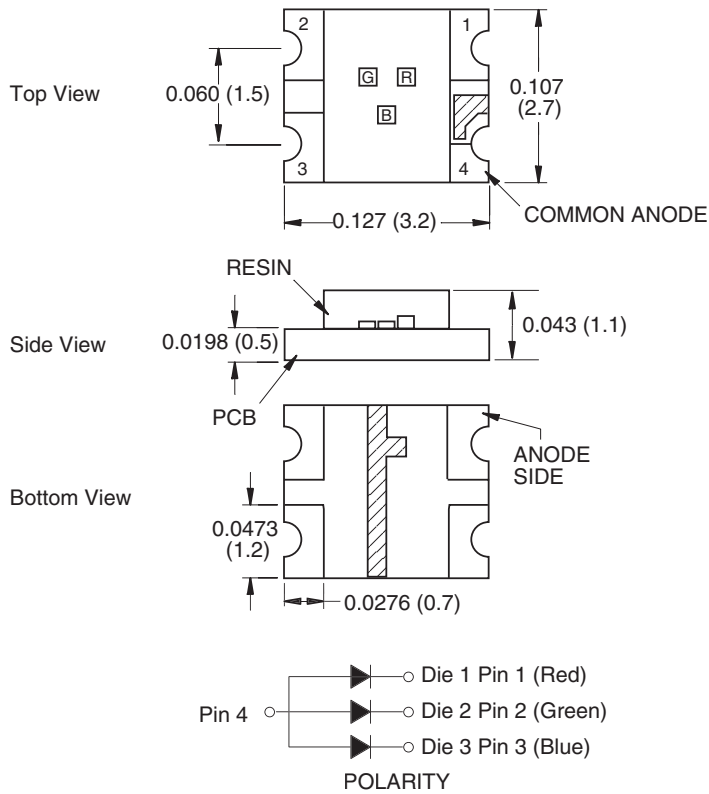 2
1
G
R
B
3
4
Top View
0.060 (1.5)
0.107
(2.7)
0.127 (3.2)
COMMON ANODE
RESIN
Side View
0.0198 (0.5)
0.043 (1.1)
PCB
ANODE
SIDE
Bottom View
0.0473
(1.2)
0.0276 (0.7)
Pin 4
Die 1 Pin 1 (Red)
Die 2 Pin 2 (Green)
Die 3 Pin 3 (Blue)
POLARITY